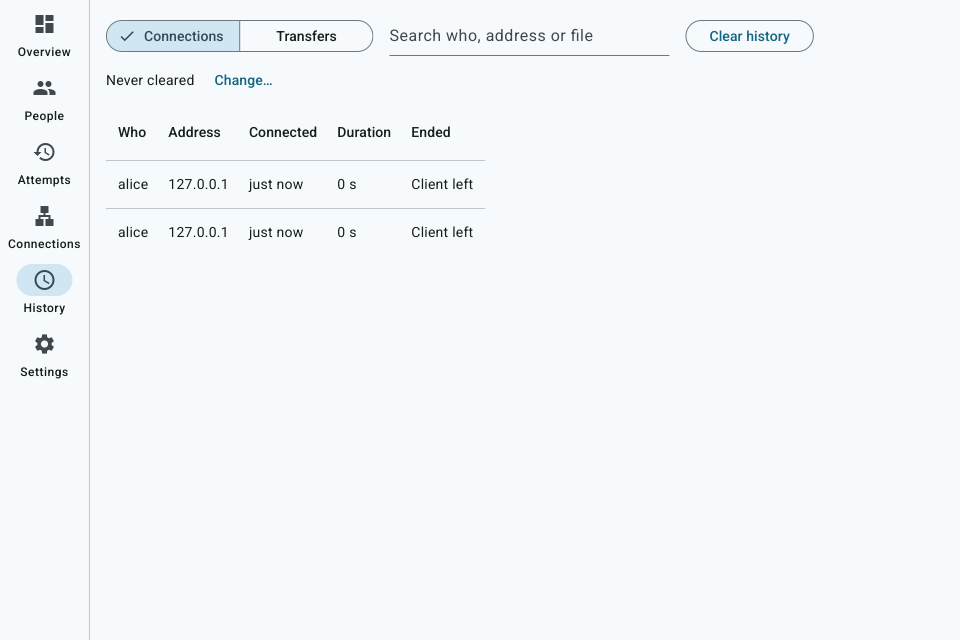 Overview
People
Attempts
Connections
History
Settings
Connections Transfers Search who, address or file Clear history
Never cleared Change...
Who Address Connected Duration Ended
alice 127.0.0.1 just now 0 s Client left
alice 127.0.0.1 just now 0 s Client left